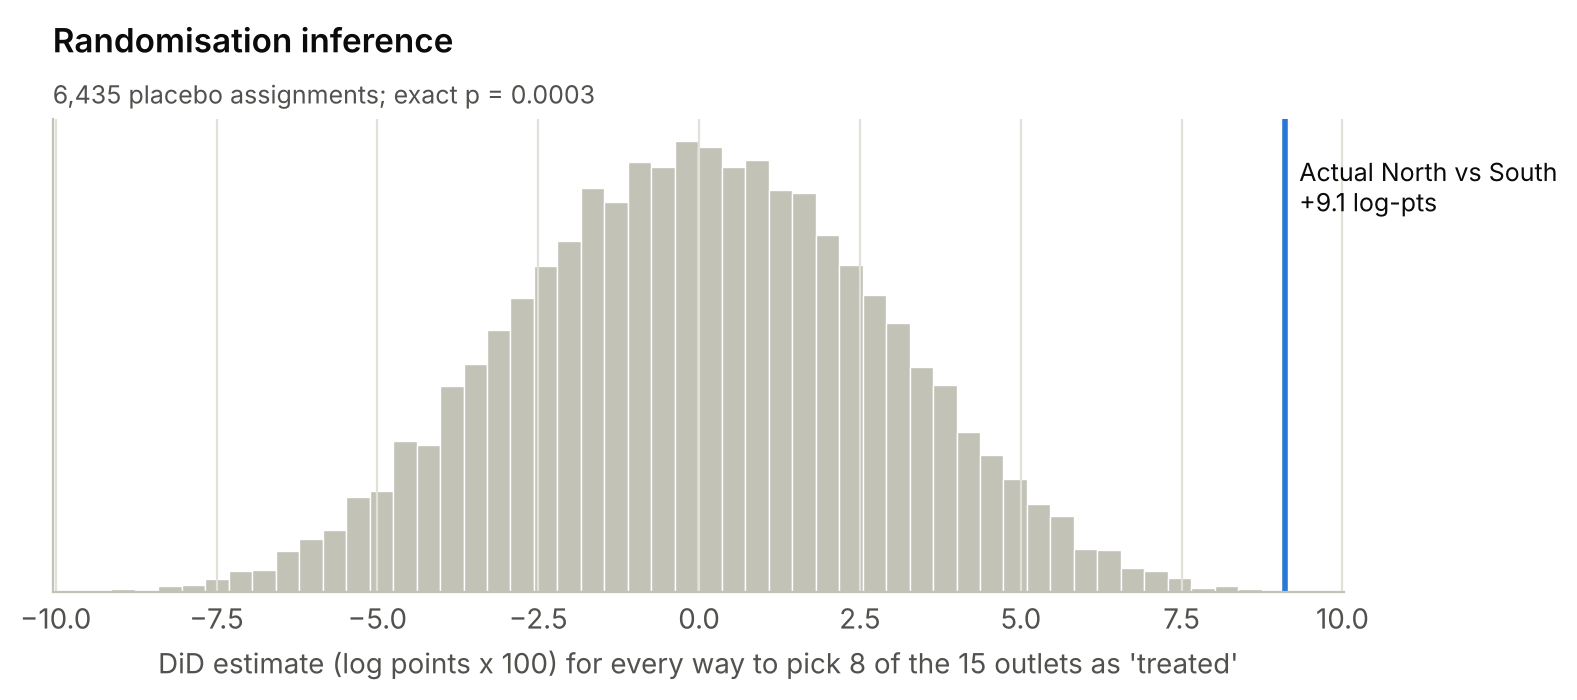 Randomisation inference
6,435 placebo assignments; exact p = 0.0003
Actual North vs South
+9.1 log-pts
−10.0 −7.5 −5.0 −2.5 0.0 2.5 5.0 7.5 10.0
DiD estimate (log points x 100) for every way to pick 8 of the 15 outlets as 'treated'